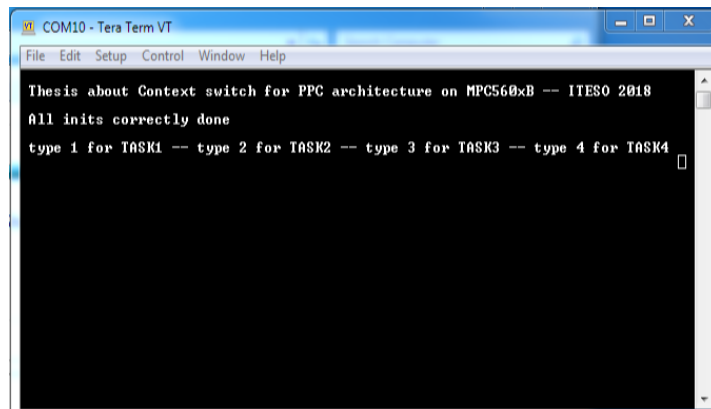 COM10 - Tera Term VT
File Edit Setup Control Window Help
Thesis about Context switch for PPC architecture on MPC560xB -- ITESO 2018
All inits correctly done
type 1 for TASK1 -- type 2 for TASK2 -- type 3 for TASK3 -- type 4 for TASK4